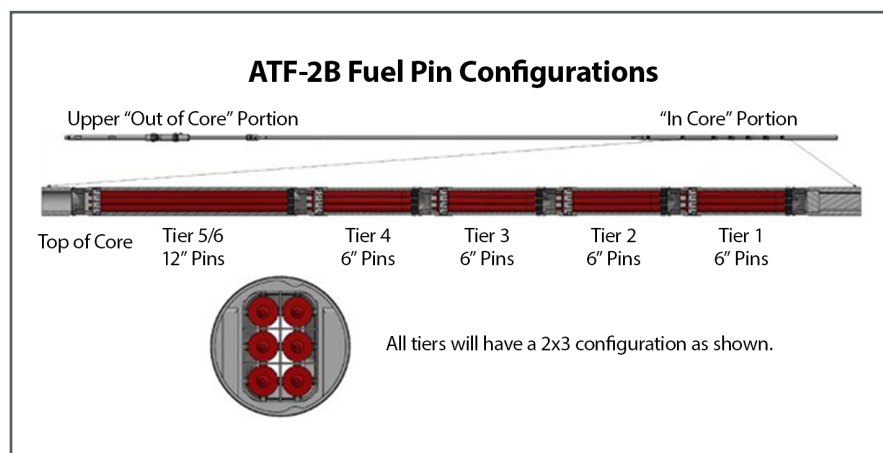 ATF-2B Fuel Pin Configurations
Upper “Out of Core” Portion
“In Core” Portion
Top of Core
Tier 5/6
12” Pins
Tier 4
6” Pins
Tier 3
6” Pins
Tier 2
6” Pins
Tier 1
6” Pins
All tiers will have a 2x3 configuration as shown.